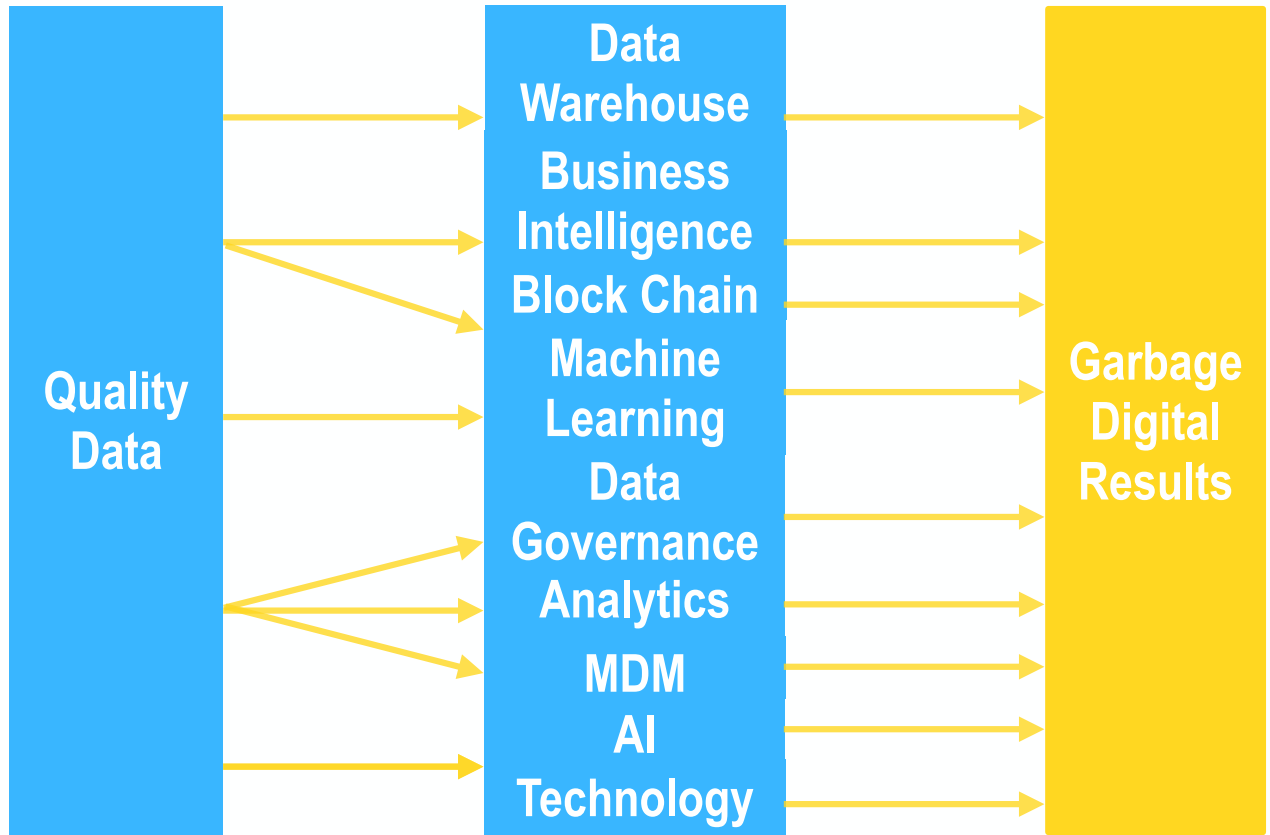 Quality
Data
Data
Warehouse
Business
Intelligence
Block Chain
Machine
Learning
Data
Governance
Analytics
MDM
AI
Technology
Garbage
Digital
Results